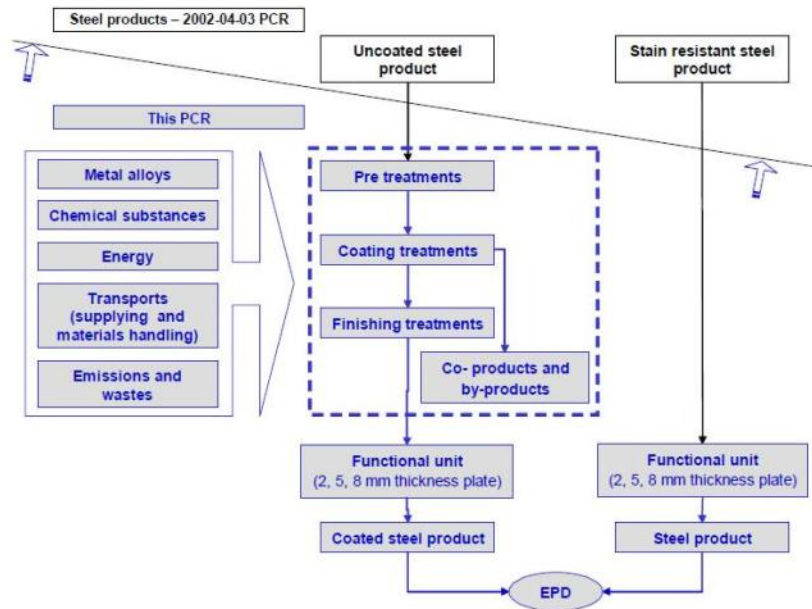 Steel products – 2002-04-03 PCR
Uncoated steel
product
Stain resistant steel
product
This PCR
Metal alloys
Chemical substances
Energy
Transports
(supplying and
materials handling)
Emissions and
wastes
Pre treatments
Coating treatments
Finishing treatments
Co- products and
by-products
Functional unit
(2, 5, 8 mm thickness plate)
Functional unit
(2, 5, 8 mm thickness plate)
Coated steel product
Steel product
EPD